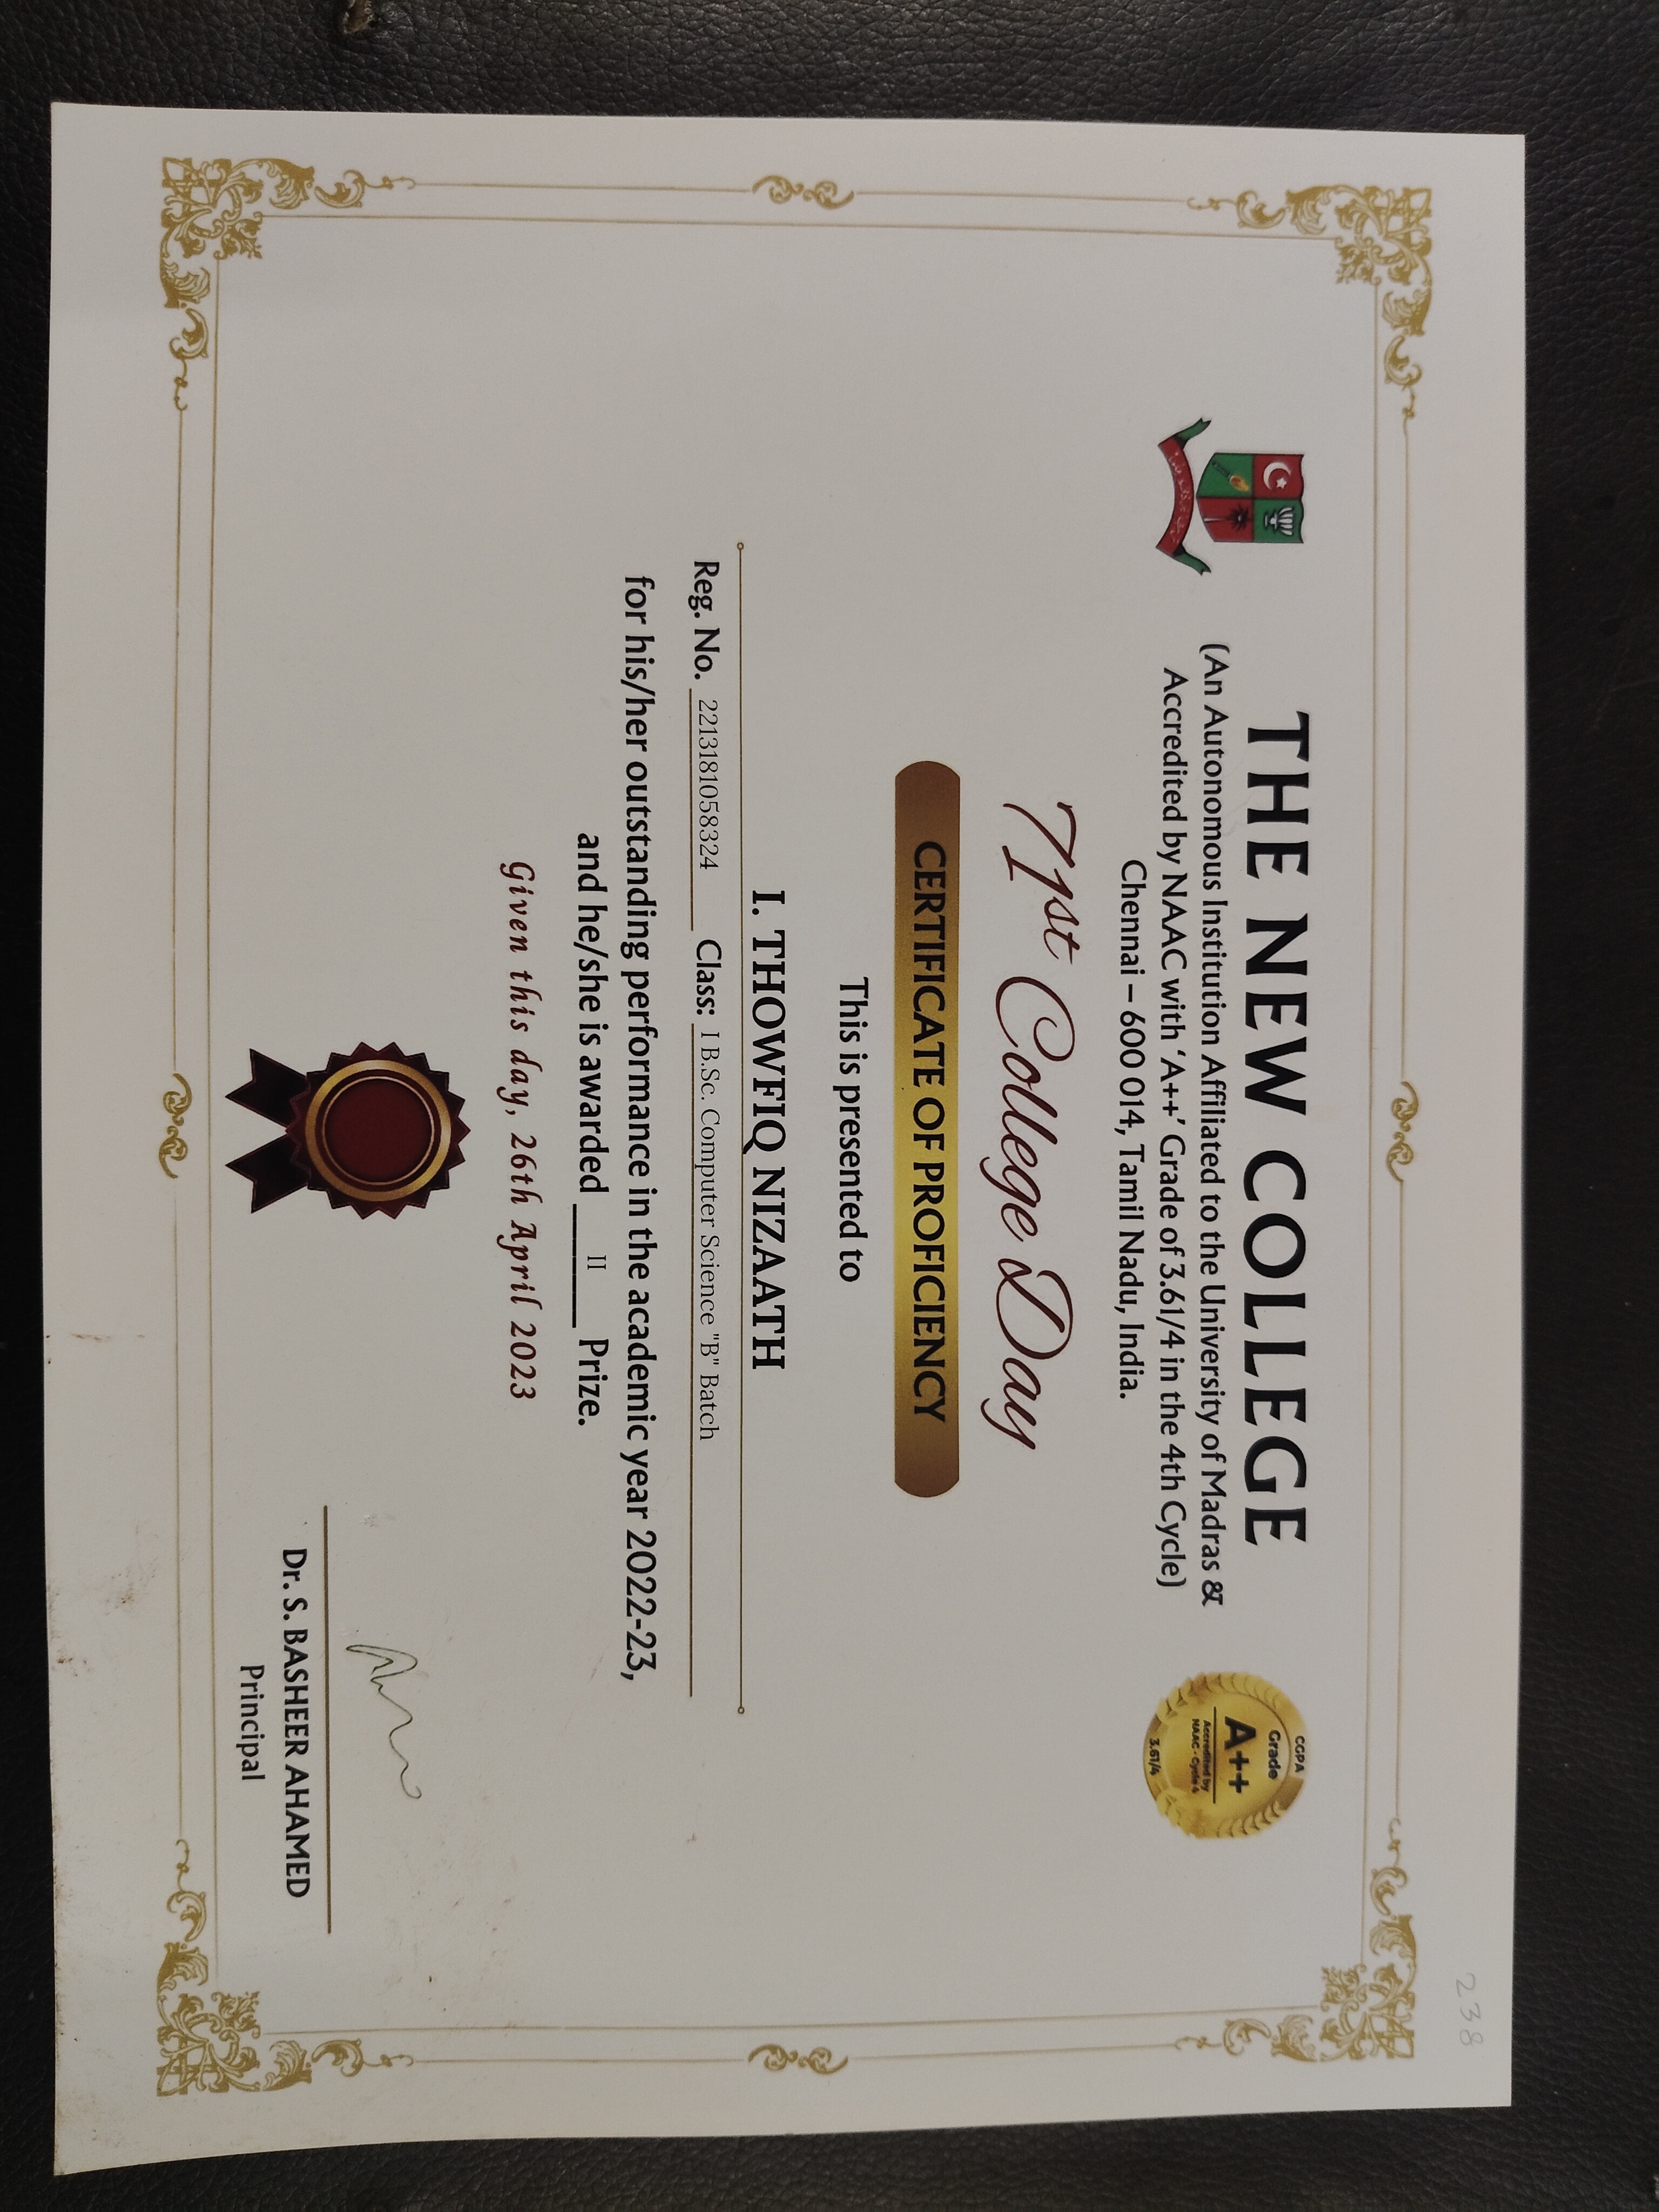 THE NEW COLLEGE
(An Autonomous Institution Affiliated to the University of Madras &
Accredited by NAAC with ‘A++’ Grade of 3.61/4 in the 4th Cycle)
Chennai – 600 014, Tamil Nadu, India.
CGPA
Grade
A++
Accredited by
NAAC - Cycle 4
3.61/4
71st College Day
CERTIFICATE OF PROFICIENCY
This is presented to
I. THOWFIQ NIZAATH
Reg. No. 2213181058324 Class: I B.Sc. Computer Science "B" Batch
for his/her outstanding performance in the academic year 2022-23,
and he/she is awarded II Prize.
Given this day, 26th April 2023
Dr. S. BASHEER AHAMED
Principal
238